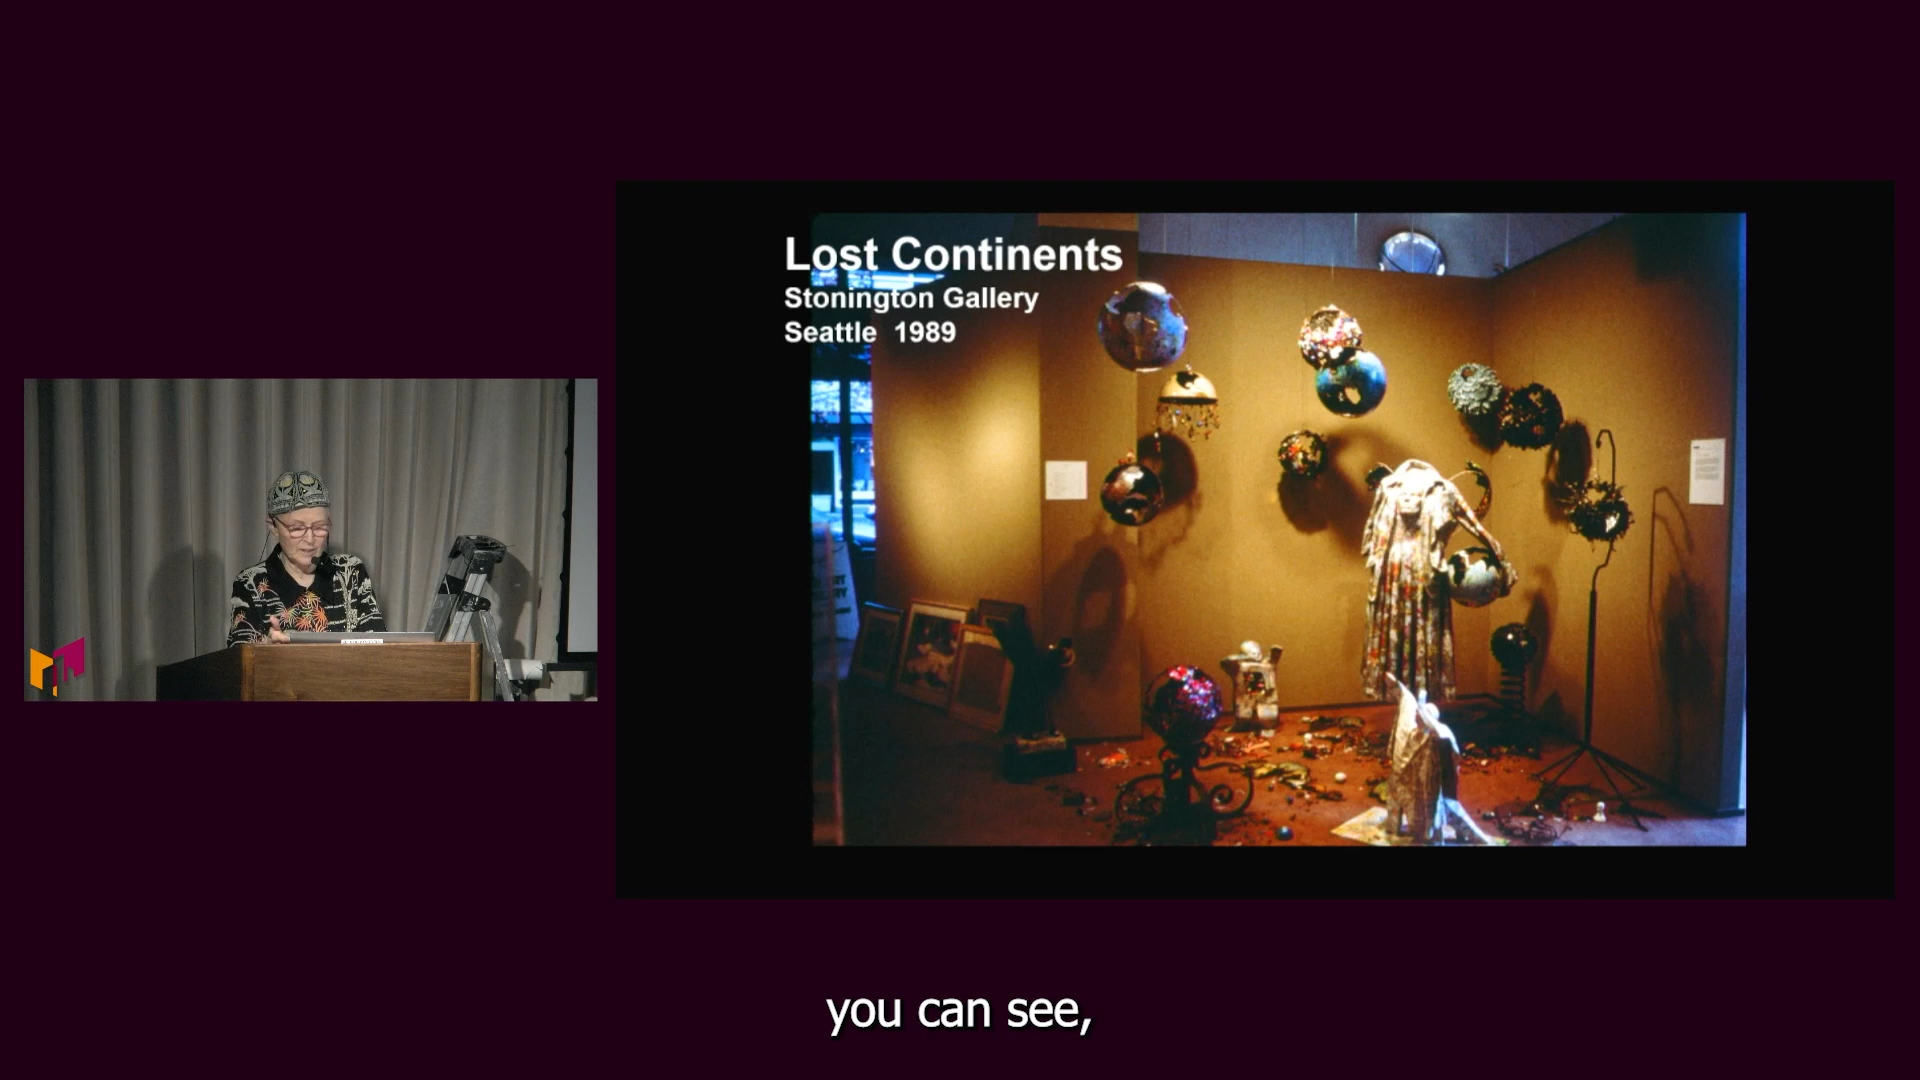 Lost Continents
Stonington Gallery
Seattle 1989
you can see,